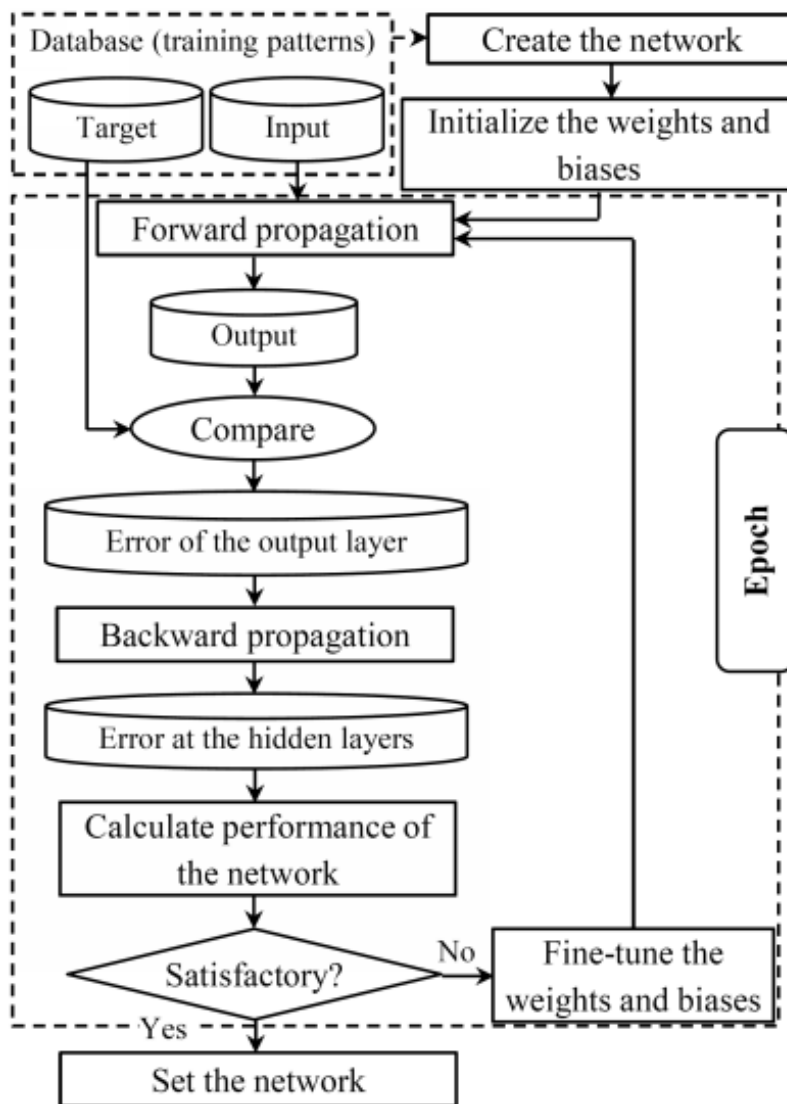 Database (training patterns)
Create the network
Target
Input
Initialize the weights and
biases
Forward propagation
Output
Compare
Error of the output layer
Epoch
Backward propagation
Error at the hidden layers
Calculate performance of
the network
Satisfactory?
No
Fine-tune the
weights and biases
Yes
Set the network